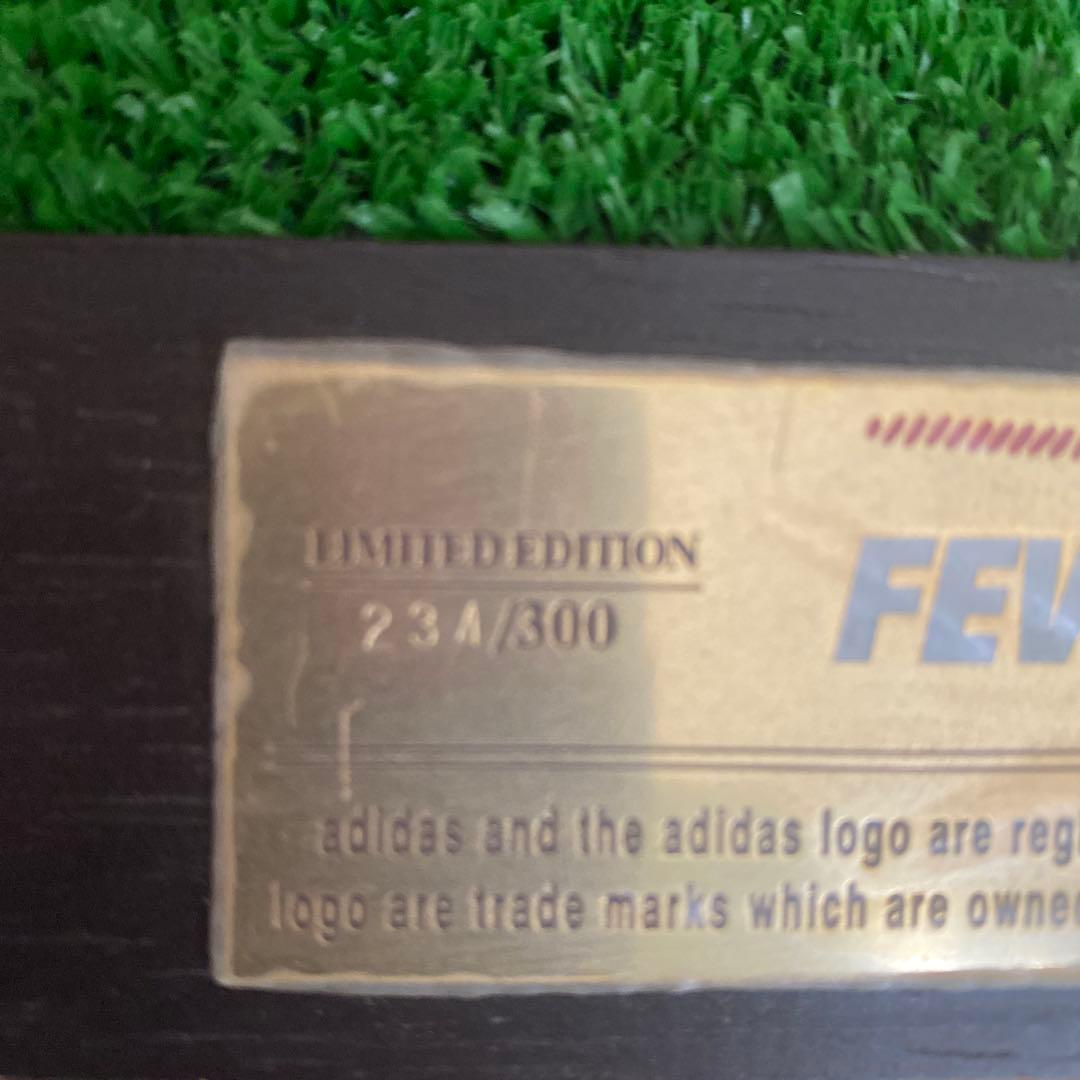 LIMITED EDITION
234/300
FEV
adidas and the adidas logo are reg
logo are trade marks which are owne